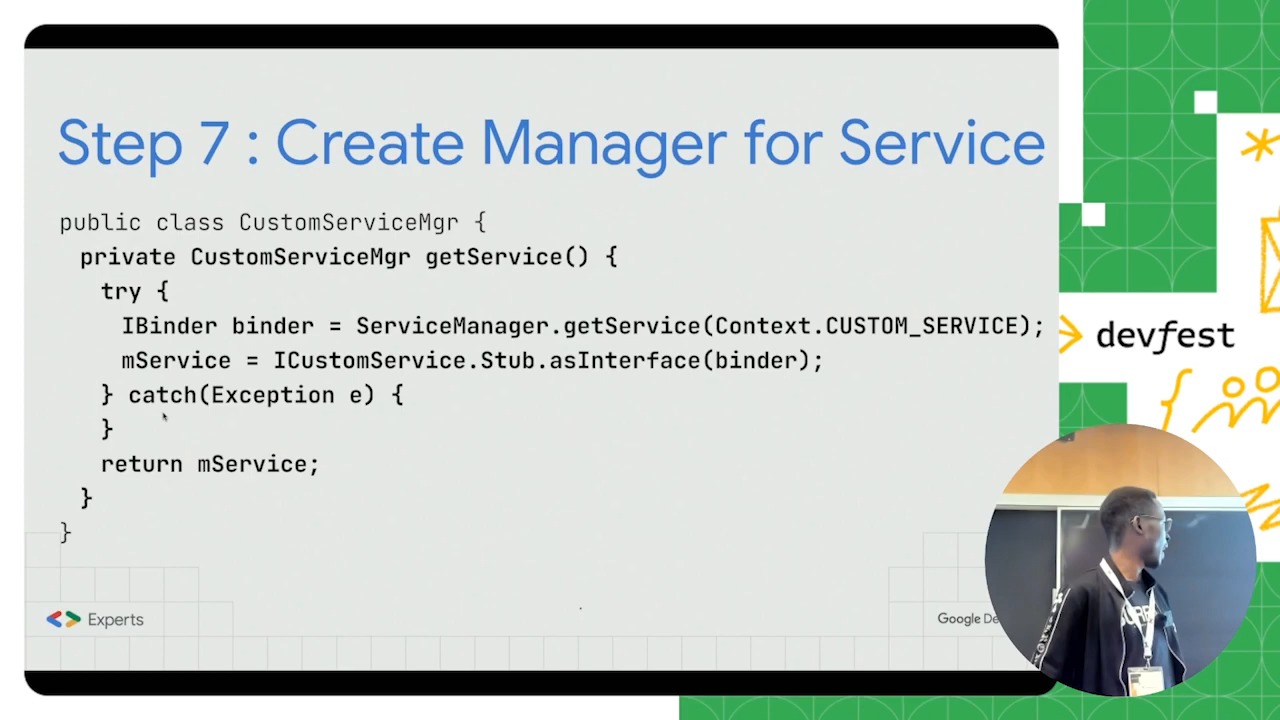 Step 7 : Create Manager for Service
public class CustomServiceMgr {
private CustomServiceMgr getService() {
try {
IBinder binder = ServiceManager.getService(Context.CUSTOM_SERVICE);
mService = ICustomService.Stub.asInterface(binder);
} catch(Exception e) {
}
return mService;
}
}
Experts
Google De
devfest